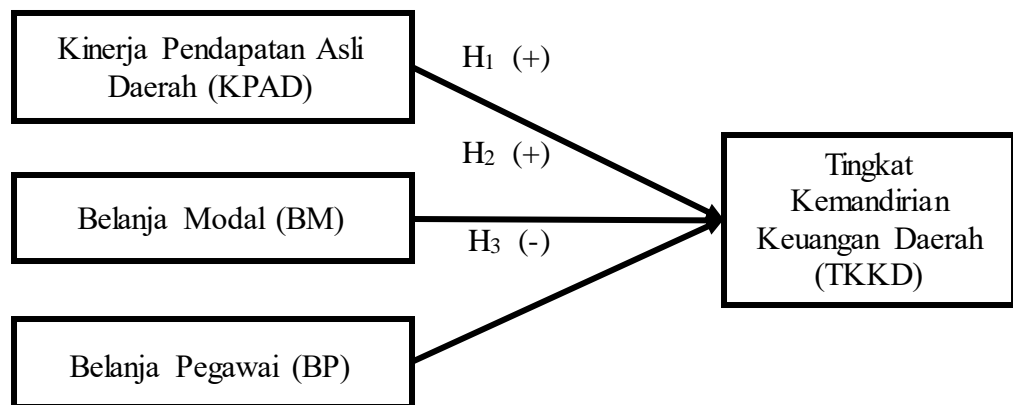 Kinerja Pendapatan Asli
Daerah (KPAD)
H₁ (+)
H₂ (+)
Belanja Modal (BM)
H₃ (-)
Belanja Pegawai (BP)
Tingkat
Kemandirian
Keuangan Daerah
(TKKD)